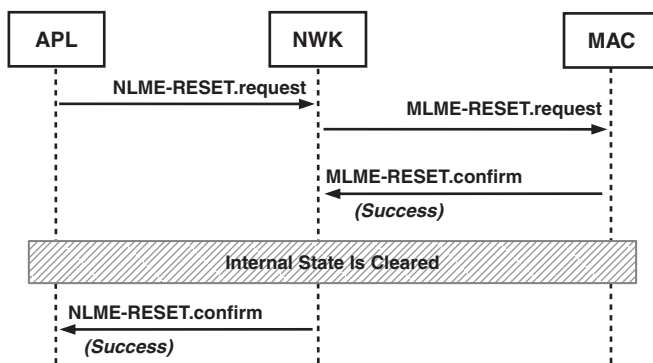 APL
NWK
MAC
NLME-RESET.request
MLME-RESET.request
MLME-RESET.confirm
(Success)
Internal State Is Cleared
NLME-RESET.confirm
(Success)